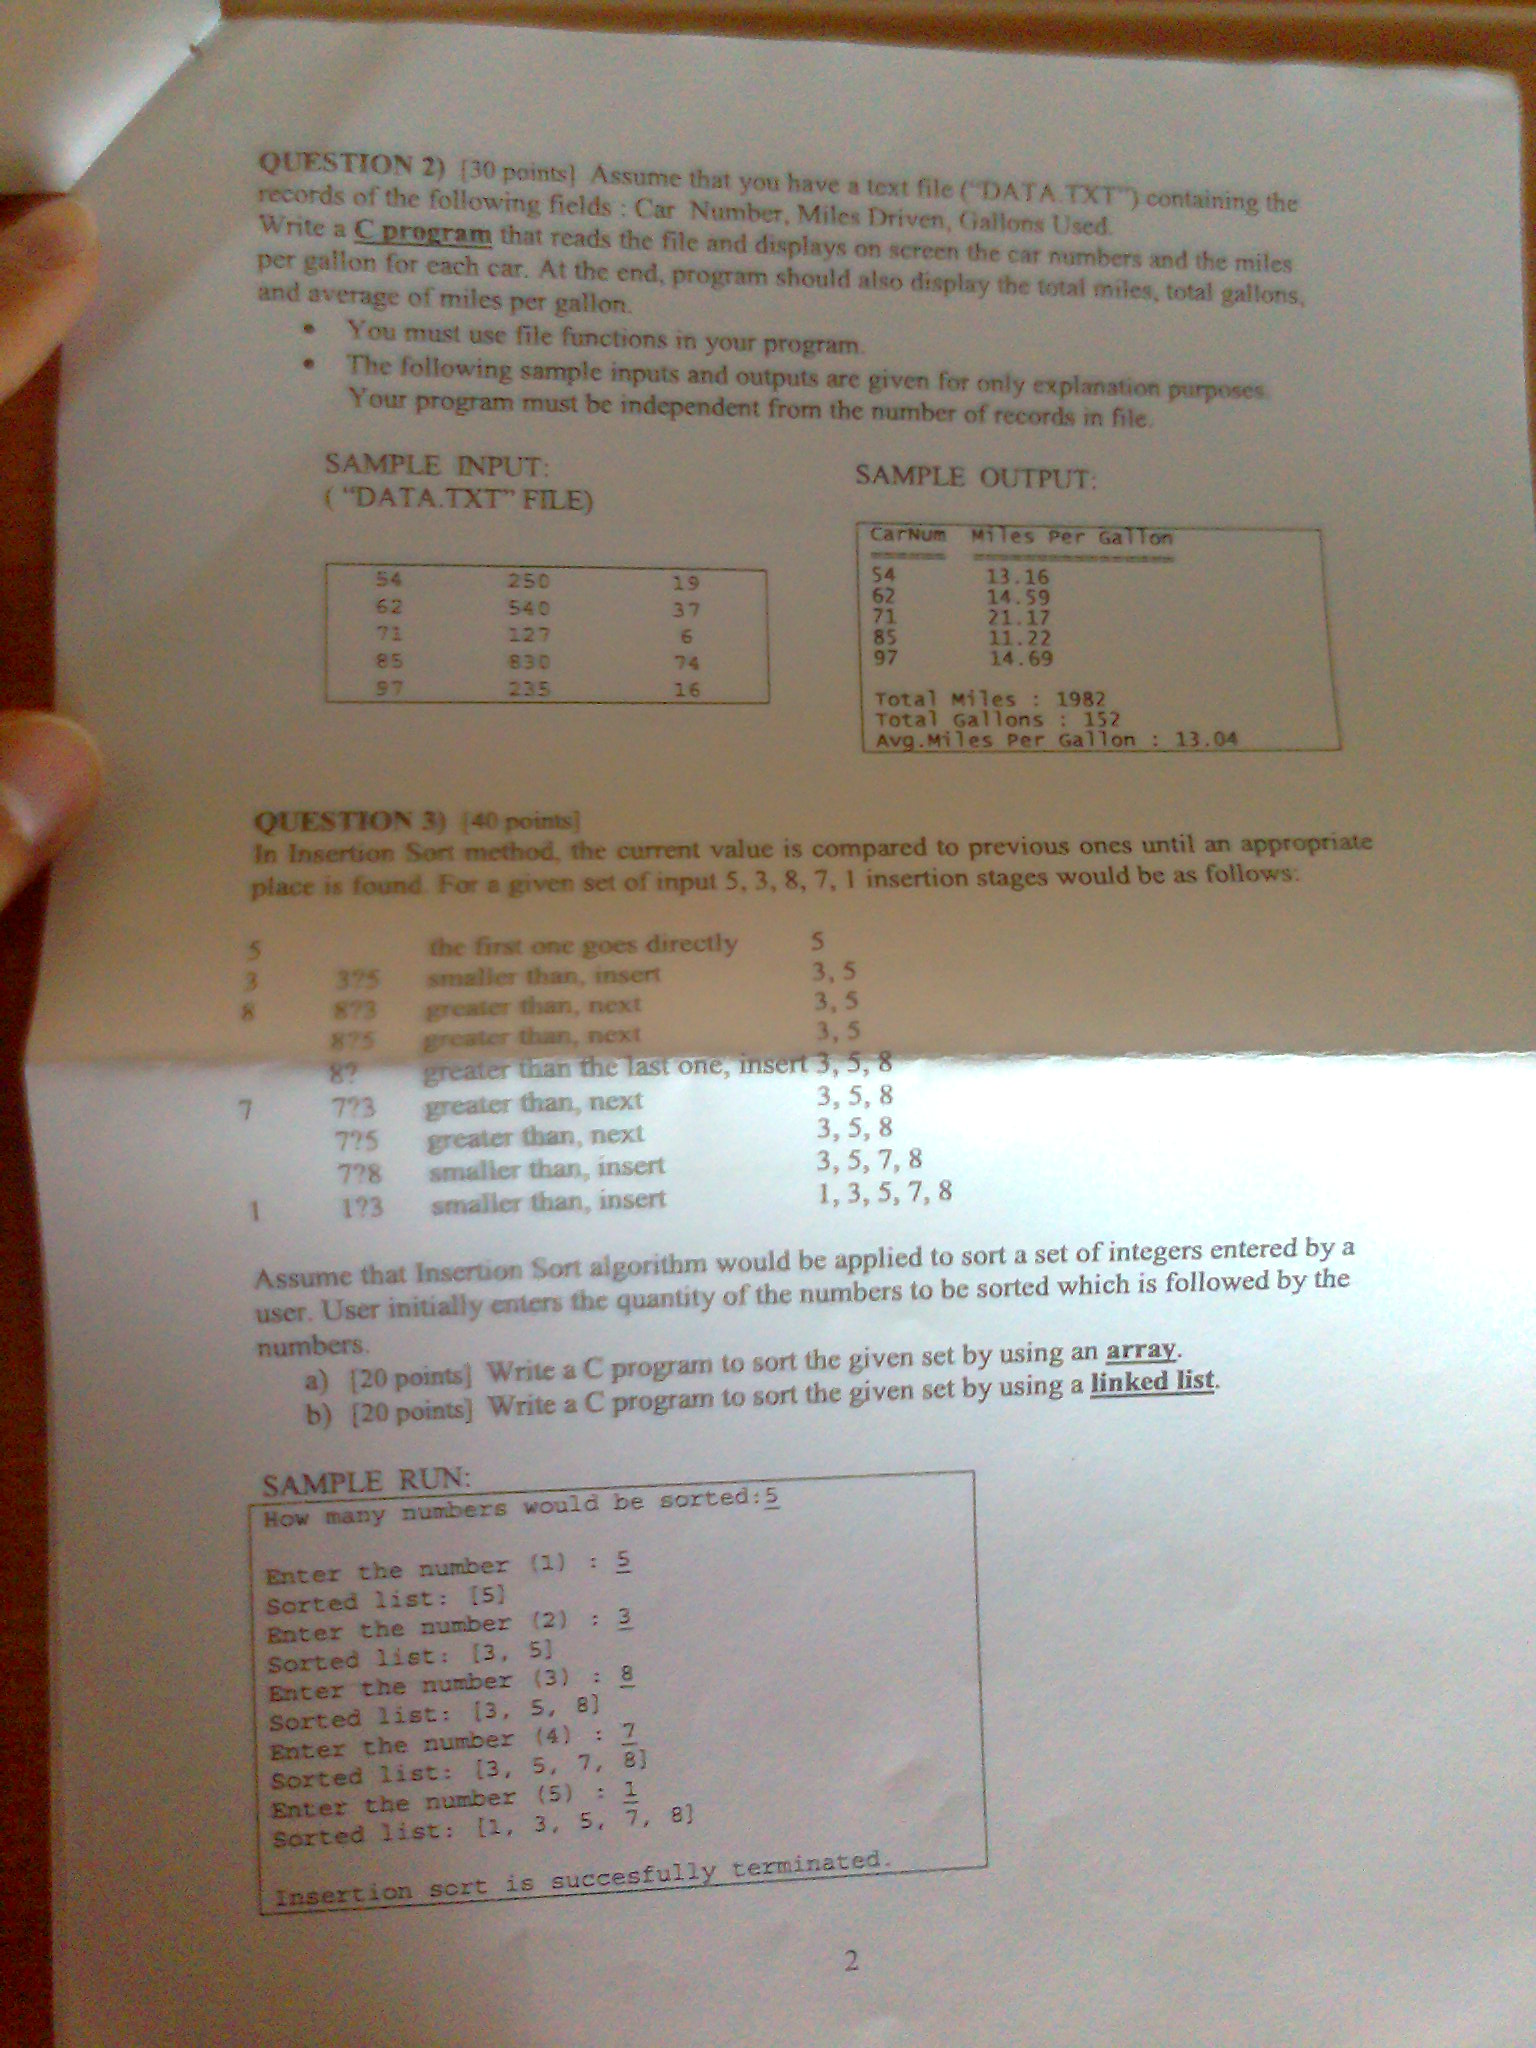 QUESTION 2) [30 points] Assume that you have a text file ("DATA.TXT") containing the
records of the following fields : Car Number, Miles Driven, Gallons Used.
Write a C program that reads the file and displays on screen the car numbers and the miles
per gallon for each car. At the end, program should also display the total miles, total gallons,
and average of miles per gallon.
• You must use file functions in your program.
• The following sample inputs and outputs are given for only explanation purposes.
Your program must be independent from the number of records in file.
SAMPLE INPUT:
( "DATA.TXT" FILE)
54 250 19
62 540 37
71 127 6
85 830 74
97 235 16
SAMPLE OUTPUT:
CarNum Miles Per Gallon
====== ================
54 13.16
62 14.59
71 21.17
85 11.22
97 14.69
Total Miles : 1982
Total Gallons : 152
Avg.Miles Per Gallon : 13.04
QUESTION 3) [40 points]
In Insertion Sort method, the current value is compared to previous ones until an appropriate
place is found. For a given set of input 5, 3, 8, 7, 1 insertion stages would be as follows:
5 the first one goes directly 5
3 3?5 smaller than, insert 3, 5
8 8?3 greater than, next 3, 5
8?5 greater than, next 3, 5
8? greater than the last one, insert 3, 5, 8
7 7?3 greater than, next 3, 5, 8
7?5 greater than, next 3, 5, 8
7?8 smaller than, insert 3, 5, 7, 8
1 1?3 smaller than, insert 1, 3, 5, 7, 8
Assume that Insertion Sort algorithm would be applied to sort a set of integers entered by a
user. User initially enters the quantity of the numbers to be sorted which is followed by the
numbers.
a) [20 points] Write a C program to sort the given set by using an array.
b) [20 points] Write a C program to sort the given set by using a linked list.
SAMPLE RUN:
How many numbers would be sorted:5
Enter the number (1) : 5
Sorted list: [5]
Enter the number (2) : 3
Sorted list: [3, 5]
Enter the number (3) : 8
Sorted list: [3, 5, 8]
Enter the number (4) : 7
Sorted list: [3, 5, 7, 8]
Enter the number (5) : 1
Sorted list: [1, 3, 5, 7, 8]
Insertion sort is succesfully terminated.
2